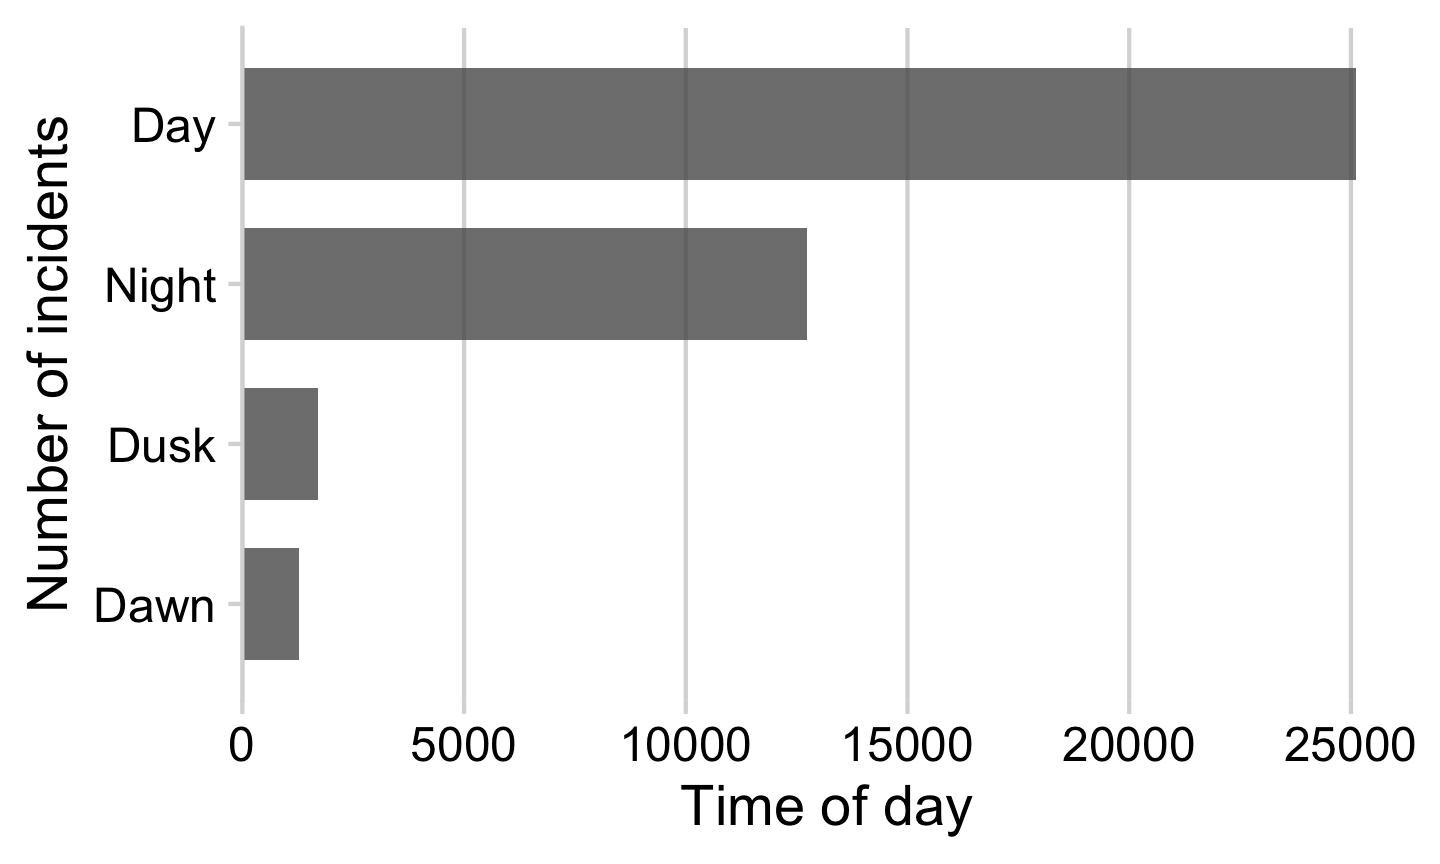 Number of incidents
Day
Night
Dusk
Dawn
0 5000 10000 15000 20000 25000
Time of day